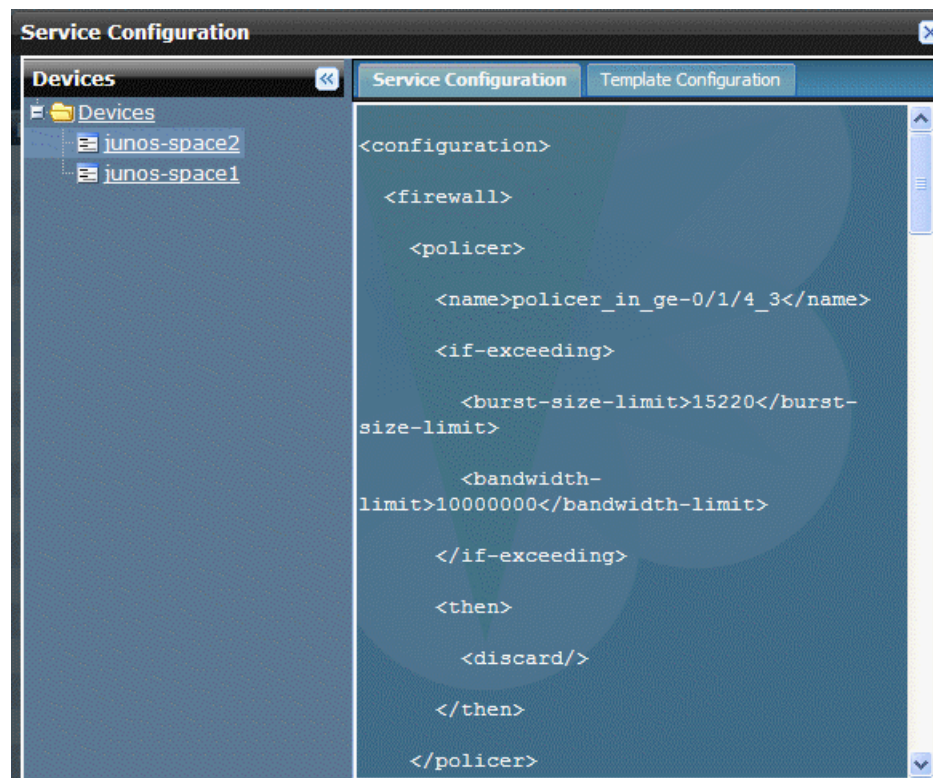 Service Configuration
Devices
Devices
junos-space2
junos-space1
Service Configuration
Template Configuration
<configuration>
<firewall>
<policer>
<name>policer_in_ge-0/1/4_3</name>
<if-exceeding>
<burst-size-limit>15220</burst-
size-limit>
<bandwidth-
limit>10000000</bandwidth-limit>
</if-exceeding>
<then>
<discard/>
</then>
</policer>